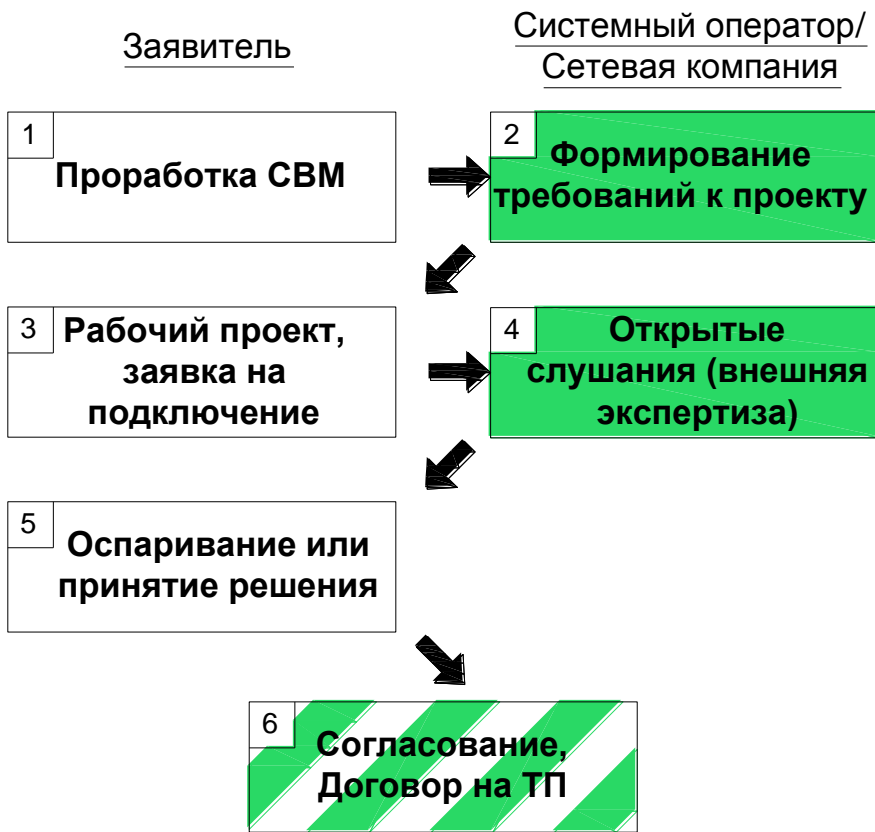 Заявитель
Системный оператор/
Сетевая компания
1
Проработка СВМ
2
Формирование
требований к проекту
3
Рабочий проект,
заявка на
подключение
4
Открытые
слушания (внешняя
экспертиза)
5
Оспаривание или
принятие решения
6
Согласование,
Договор на ТП